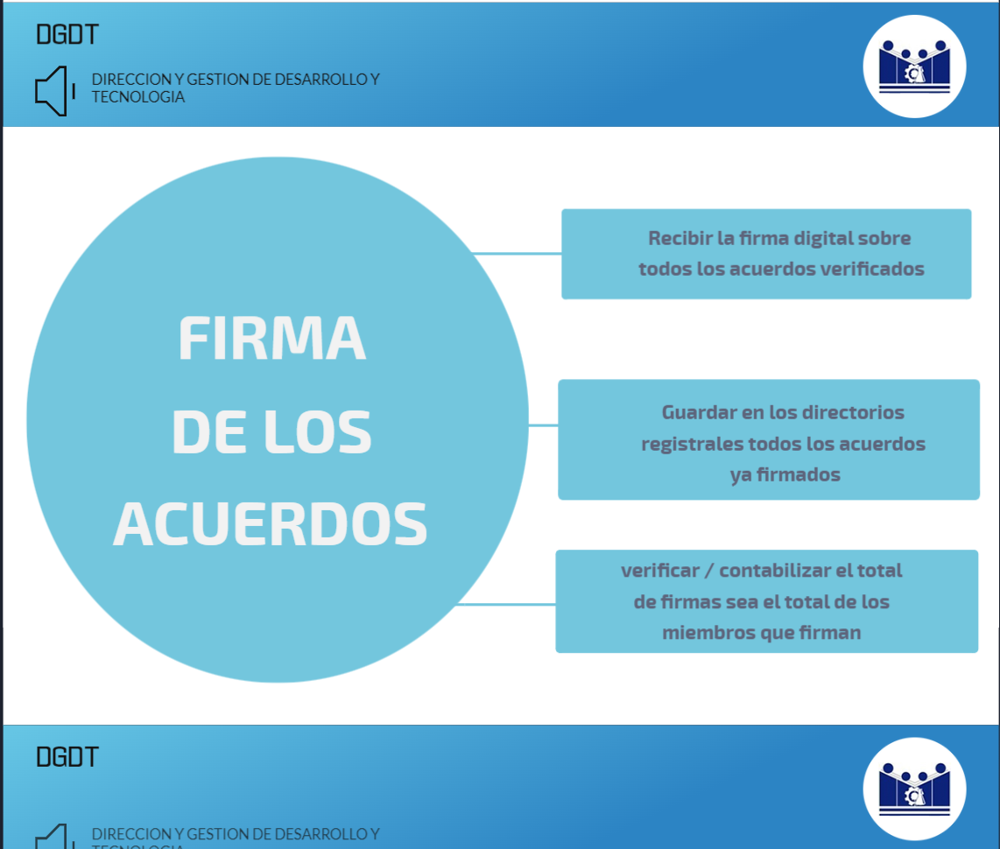 DGDT
DIRECCION Y GESTION DE DESARROLLO Y
TECNOLOGIA
FIRMA
DE LOS
ACUERDOS
Recibir la firma digital sobre
todos los acuerdos verificados
Guardar en los directorios
registrales todos los acuerdos
ya firmados
verificar / contabilizar el total
de firmas sea el total de los
miembros que firman
DGDT
DIRECCION Y GESTION DE DESARROLLO Y
TECNOLOGIA